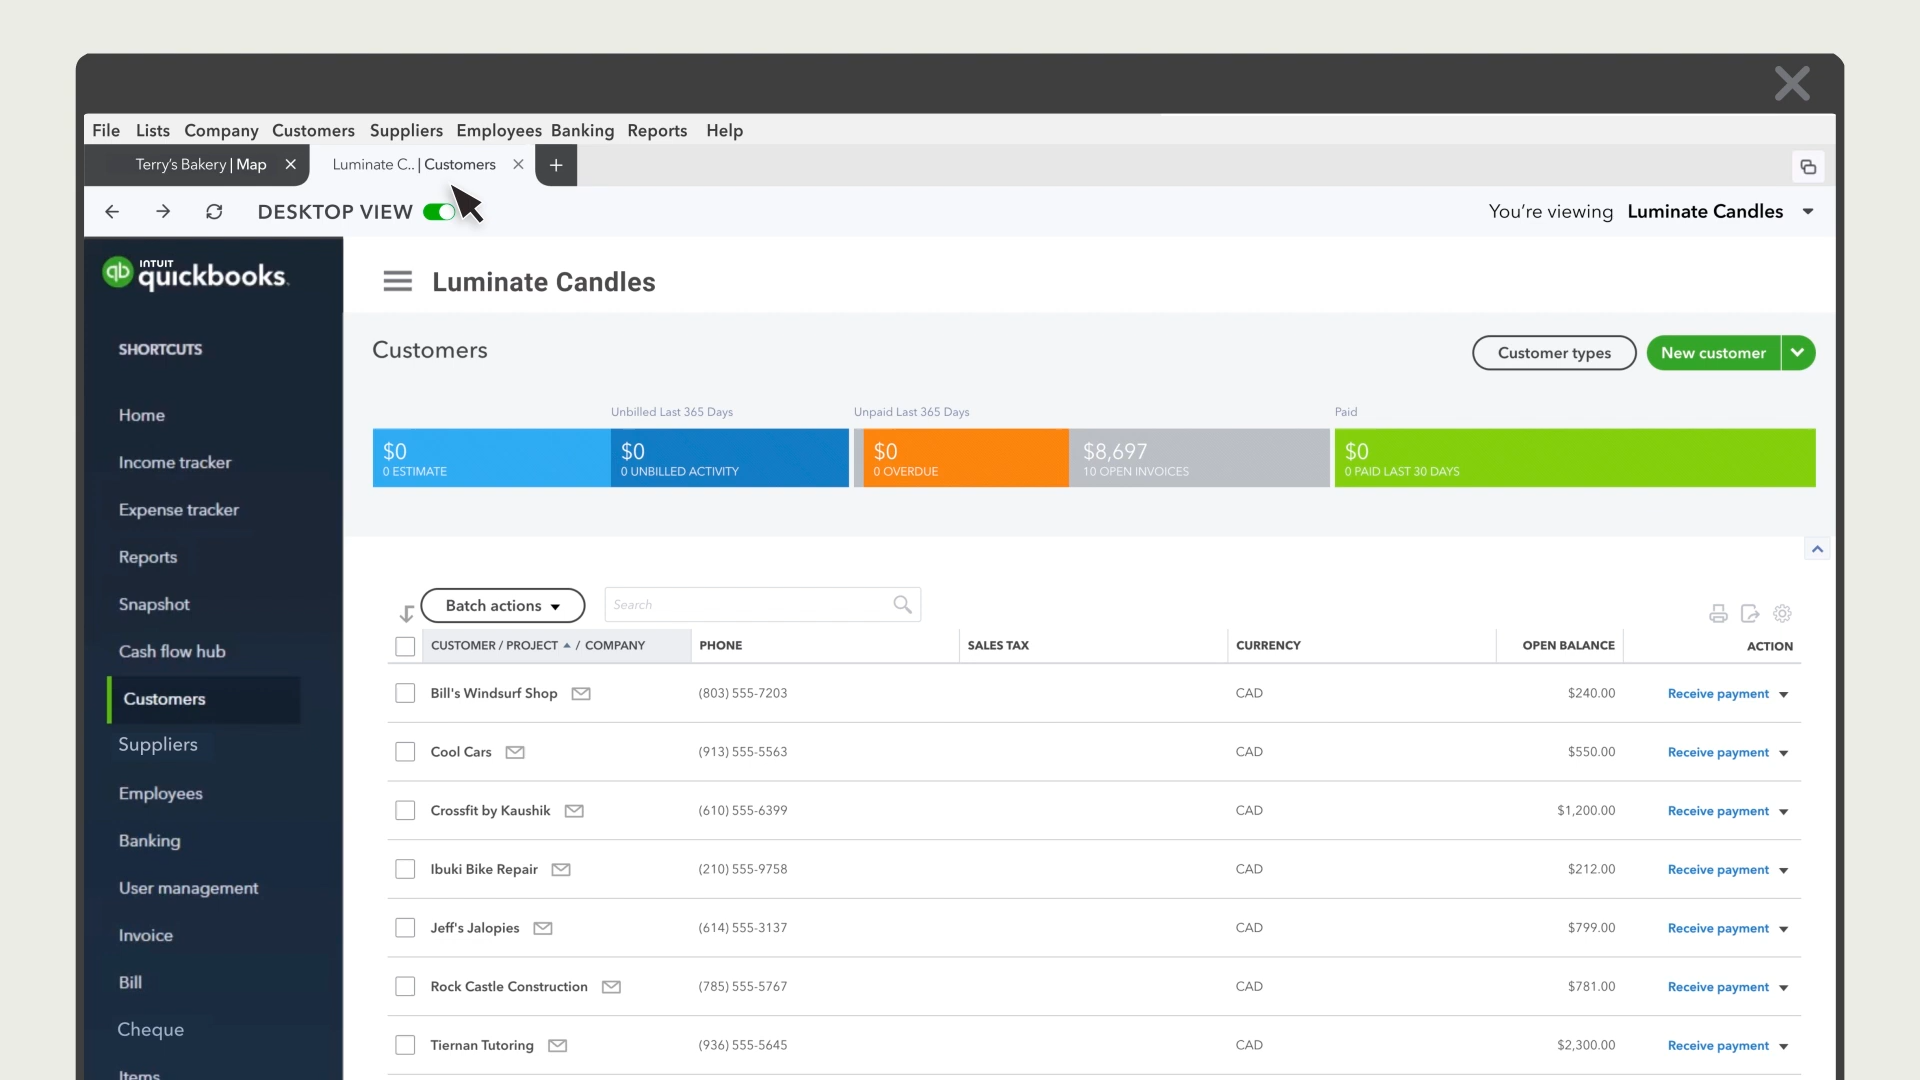 File Lists Company Customers Suppliers Employees Banking Reports Help
Terry's Bakery | Map
Luminate C.. | Customers
DESKTOP VIEW
You're viewing Luminate Candles
qb INTUIT quickbooks.
Luminate Candles
SHORTCUTS
Home
Income tracker
Expense tracker
Reports
Snapshot
Cash flow hub
Customers
Suppliers
Employees
Banking
User management
Invoice
Bill
Cheque
Items
Customers
Customer types
New customer
Unbilled Last 365 Days
Unpaid Last 365 Days
Paid
$0
0 ESTIMATE
$0
0 UNBILLED ACTIVITY
$0
0 OVERDUE
$8,697
10 OPEN INVOICES
$0
0 PAID LAST 30 DAYS
Batch actions
Search
CUSTOMER / PROJECT / COMPANY PHONE SALES TAX CURRENCY OPEN BALANCE ACTION
Bill's Windsurf Shop (803) 555-7203 CAD $240.00 Receive payment
Cool Cars (913) 555-5563 CAD $550.00 Receive payment
Crossfit by Kaushik (610) 555-6399 CAD $1,200.00 Receive payment
Ibuki Bike Repair (210) 555-9758 CAD $212.00 Receive payment
Jeff's Jalopies (614) 555-3137 CAD $799.00 Receive payment
Rock Castle Construction (785) 555-5767 CAD $781.00 Receive payment
Tiernan Tutoring (936) 555-5645 CAD $2,300.00 Receive payment